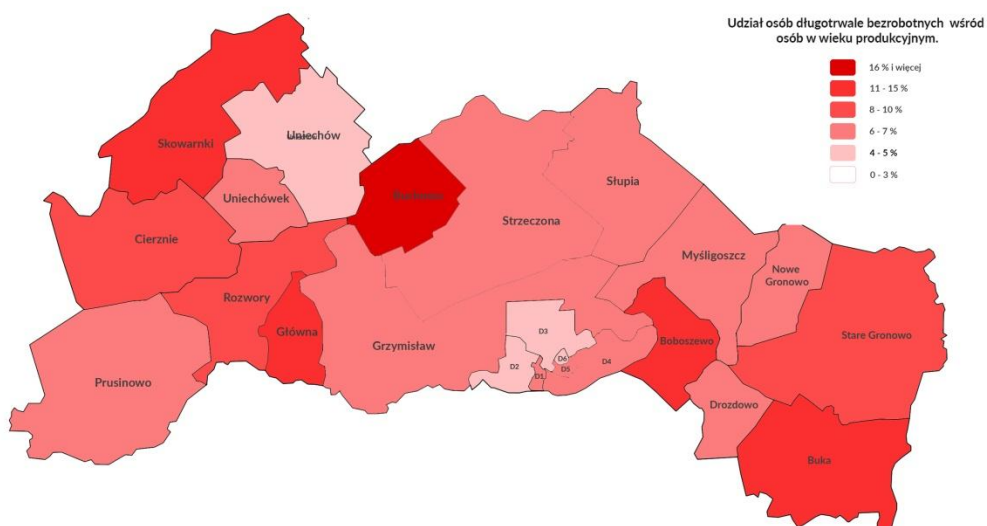 Udział osób długotrwale bezrobotnych wśród
osób w wieku produkcyjnym.
16 % i więcej
11 - 15 %
8 - 10 %
6 - 7 %
4 - 5 %
0 - 3 %
Skowarnki
Uniechów
Uniechówek
Słupia
Strzeczona
Cierznie
Myśligoszcz
Nowe
Gronowo
Rozwory
Główna
Grzymisław
Boboszewo
Stare Gronowo
D3
D6
D2
D1
D5
D4
Prusinowo
Drozdowo
Buka